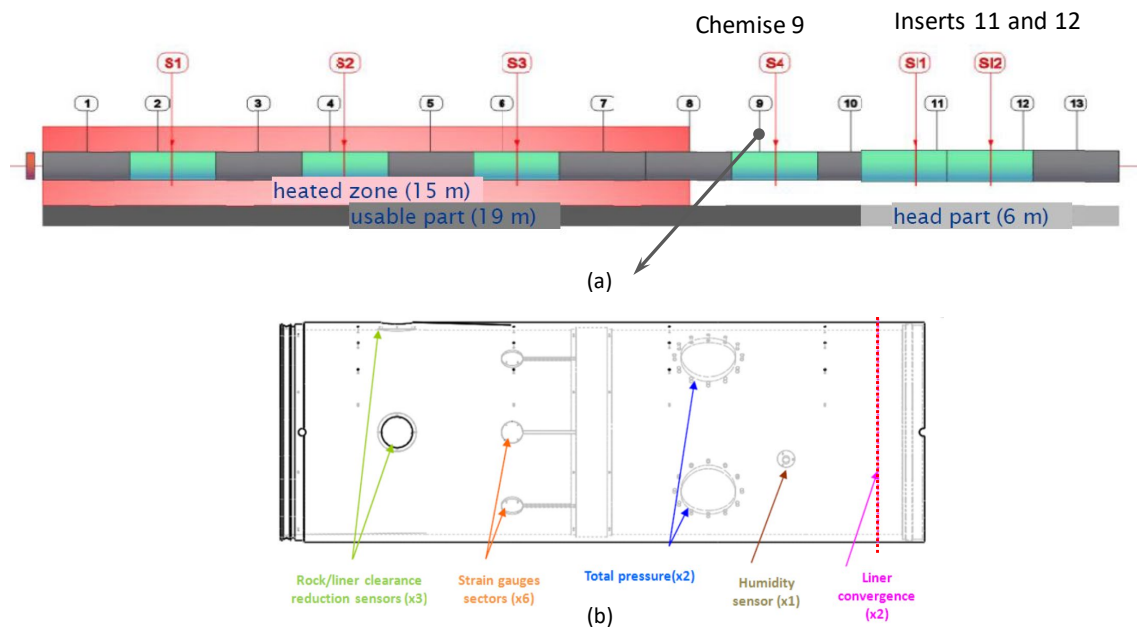 Chemise 9 Inserts 11 and 12
S1 S2 S3 S4 SI1 SI2
1 2 3 4 5 6 7 8 9 10 11 12 13
heated zone (15 m)
usable part (19 m) head part (6 m)
(a)
Rock/liner clearance
reduction sensors (x3)
Strain gauges
sectors (x6)
Total pressure(x2)
Humidity
sensor (x1)
Liner
convergence
(x2)
(b)